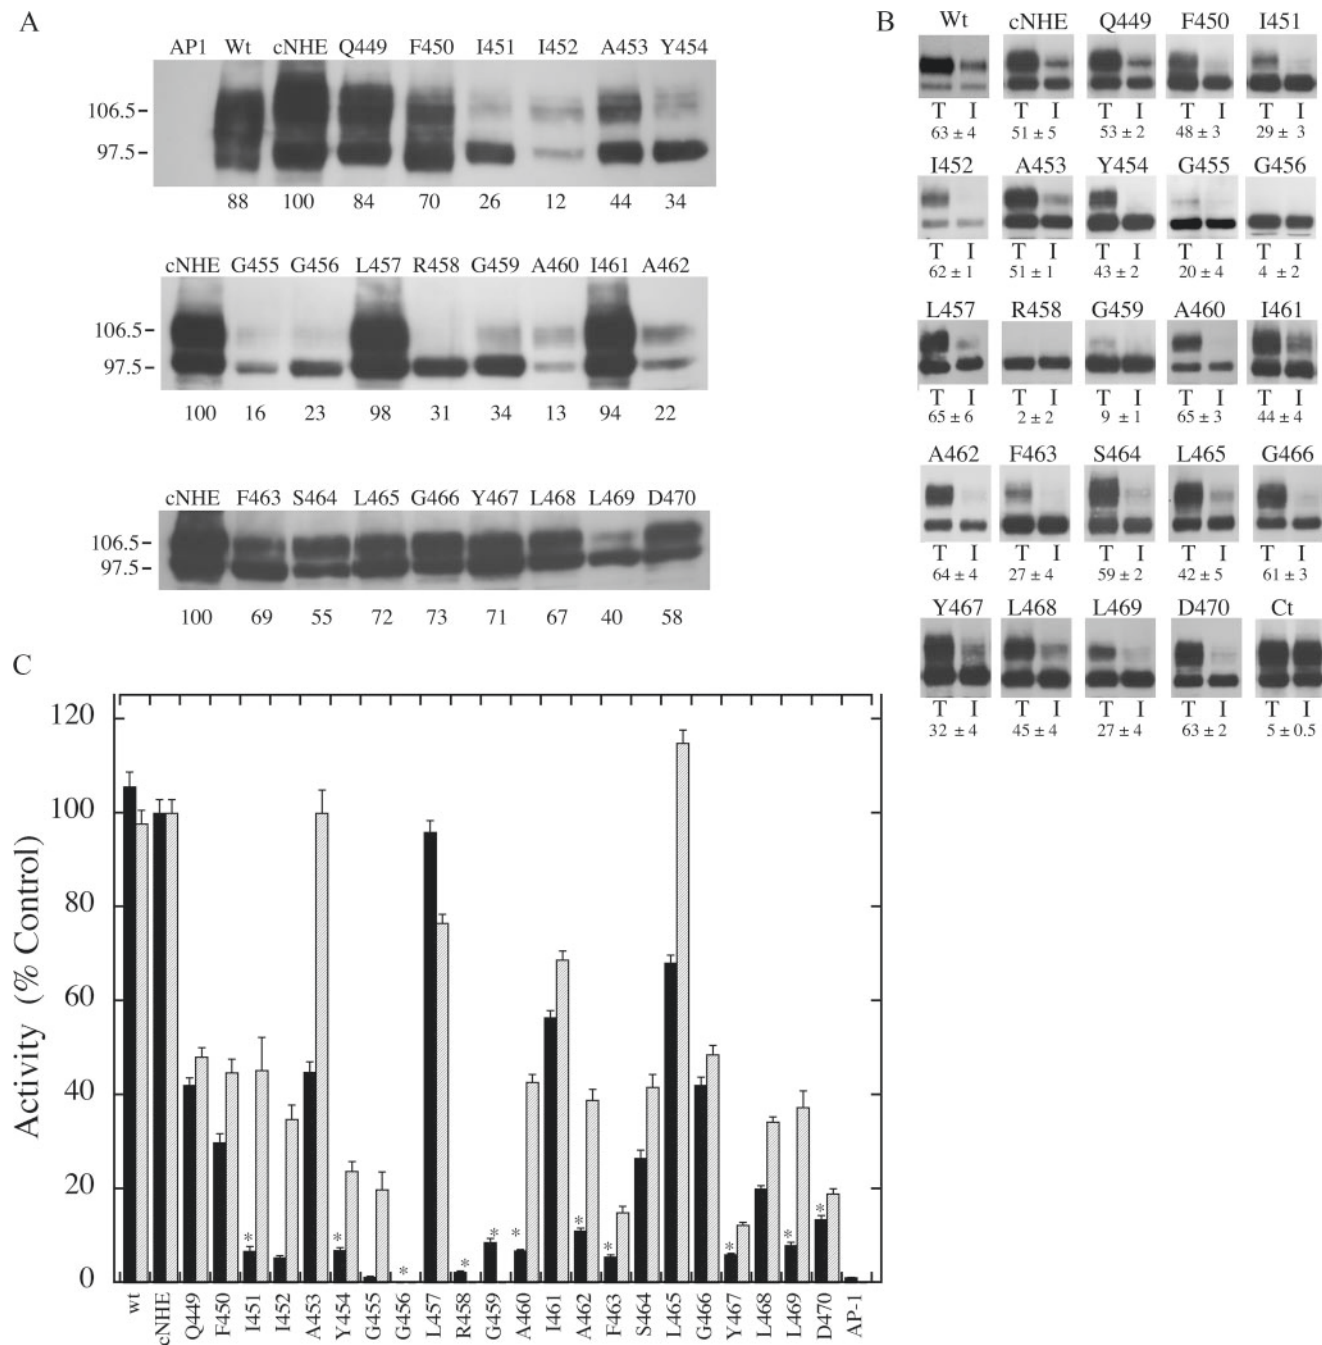 A
AP1 Wt cNHE Q449 F450 I451 I452 A453 Y454
106.5
97.5
88 100 84 70 26 12 44 34
cNHE G455 G456 L457 R458 G459 A460 I461 A462
106.5
97.5
100 16 23 98 31 34 13 94 22
cNHE F463 S464 L465 G466 Y467 L468 L469 D470
106.5
97.5
100 69 55 72 73 71 67 40 58
B
Wt cNHE Q449 F450 I451
T I T I T I T I T I
63 ± 4 51 ± 5 53 ± 2 48 ± 3 29 ± 3
I452 A453 Y454 G455 G456
T I T I T I T I T I
62 ± 1 51 ± 1 43 ± 2 20 ± 4 4 ± 2
L457 R458 G459 A460 I461
T I T I T I T I T I
65 ± 6 2 ± 2 9 ± 1 65 ± 3 44 ± 4
A462 F463 S464 L465 G466
T I T I T I T I T I
64 ± 4 27 ± 4 59 ± 2 42 ± 5 61 ± 3
Y467 L468 L469 D470 Ct
T I T I T I T I T I
32 ± 4 45 ± 4 27 ± 4 63 ± 2 5 ± 0.5
C
Activity (% Control)
120
100
80
60
40
20
0
* * * * * * * * * * *
wt cNHE Q449 F450 I451 I452 A453 Y454 G455 G456 L457 R458 G459 A460 I461 A462 F463 S464 L465 G466 Y467 L468 L469 D470 AP-1